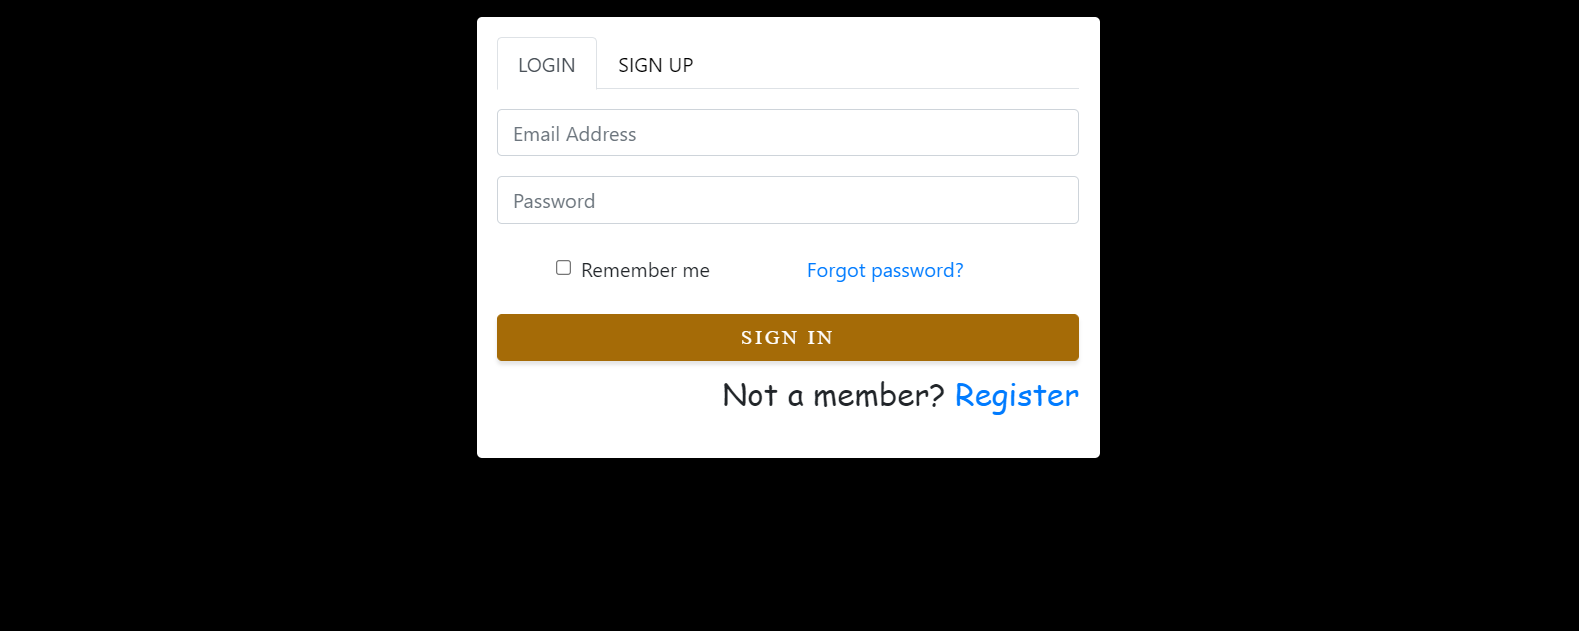 LOGIN SIGN UP
Email Address
Password
Remember me Forgot password?
SIGN IN
Not a member? Register